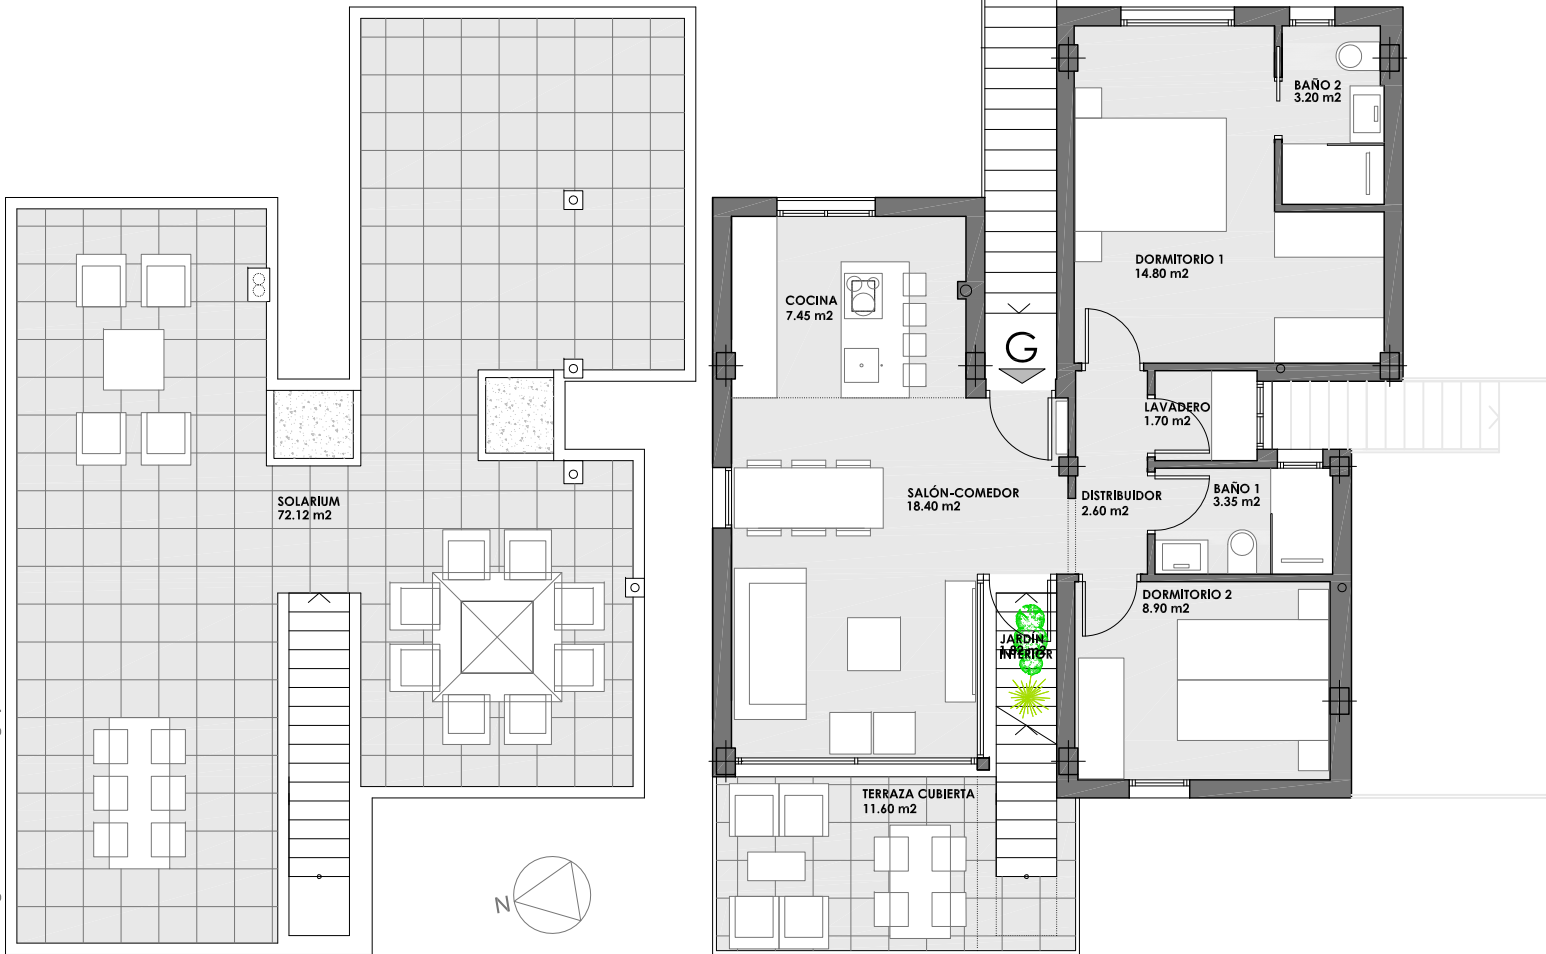 BAÑO 2
3.20 m2
DORMITORIO 1
14.80 m2
COCINA
7.45 m2
G
LAVADERO
1.70 m2
SOLARIUM
72.12 m2
SALÓN-COMEDOR
18.40 m2
DISTRIBUIDOR
2.60 m2
BAÑO 1
3.35 m2
DORMITORIO 2
8.90 m2
JARDÍN
INTERIOR
TERRAZA CUBIERTA
11.60 m2
N